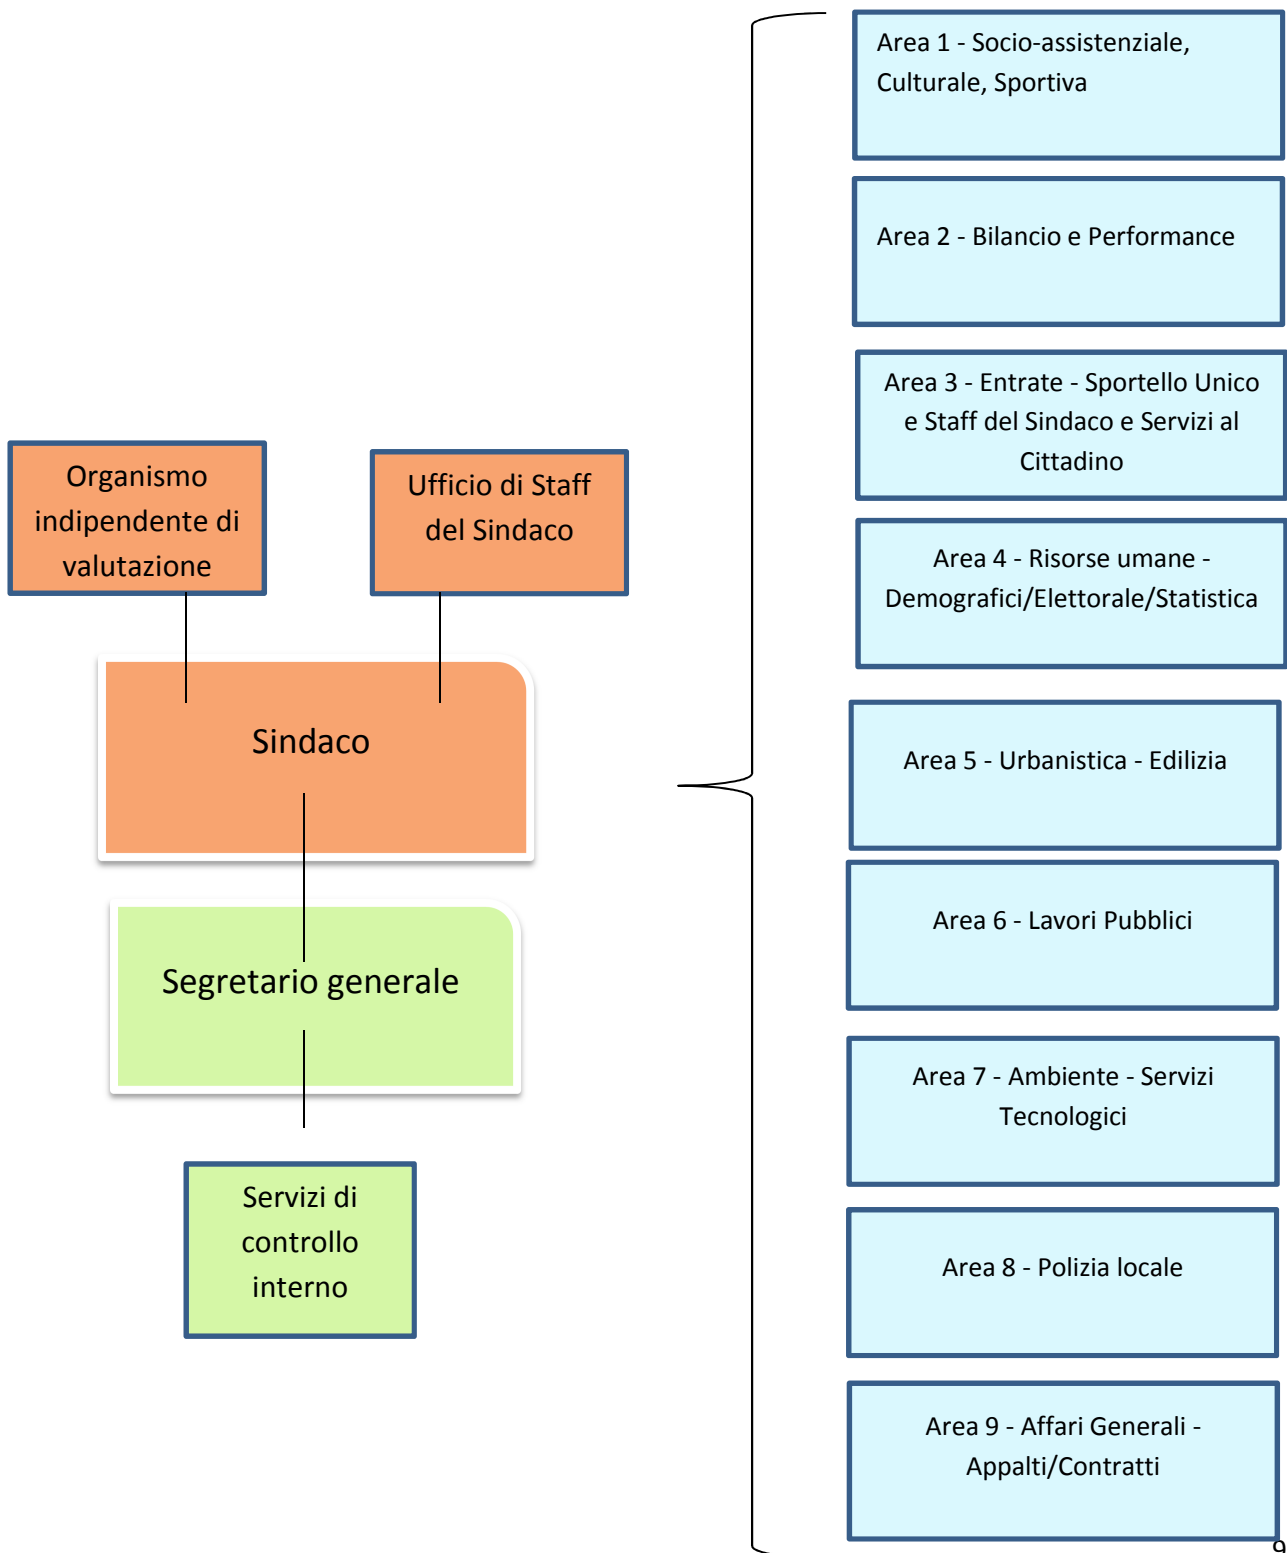 Organismo
indipendente di
valutazione
Ufficio di Staff
del Sindaco
Sindaco
Segretario generale
Servizi di
controllo
interno
Area 1 - Socio-assistenziale,
Culturale, Sportiva
Area 2 - Bilancio e Performance
Area 3 - Entrate - Sportello Unico
e Staff del Sindaco e Servizi al
Cittadino
Area 4 - Risorse umane -
Demografici/Elettorale/Statistica
Area 5 - Urbanistica - Edilizia
Area 6 - Lavori Pubblici
Area 7 - Ambiente - Servizi
Tecnologici
Area 8 - Polizia locale
Area 9 - Affari Generali -
Appalti/Contratti